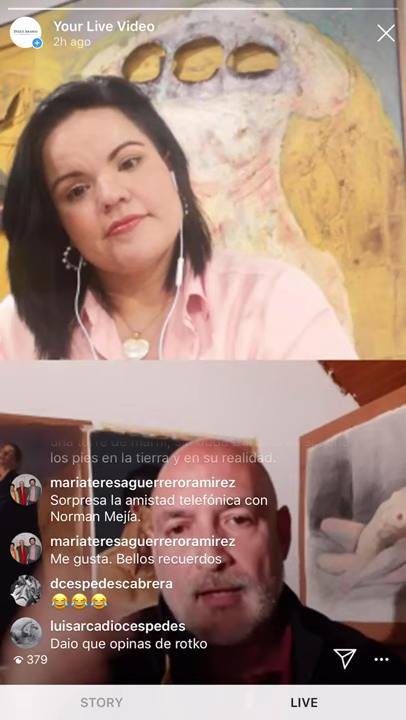 Your Live Video
2h ago
los pies en la tierra y en su realidad.
mariateresaguerreroramirez
Sorpresa la amistad telefónica con
Norman Mejía.
mariateresaguerreroramirez
Me gusta. Bellos recuerdos
dcespedescabrera
😂😂😂
luisarcadiocespedes
Daio que opinas de rotko
379
STORY
LIVE